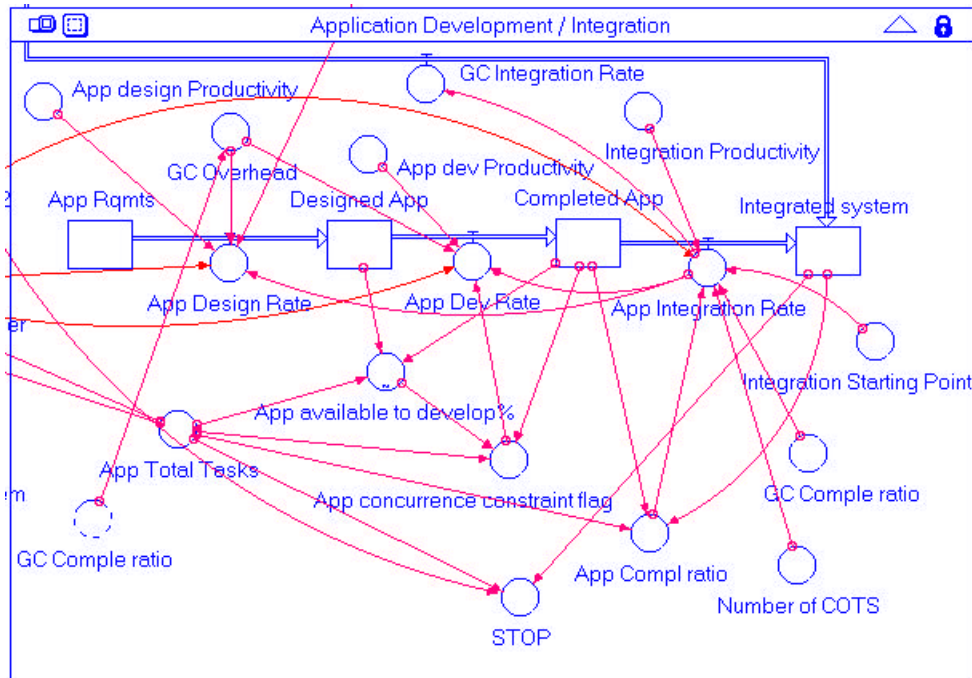 Application Development / Integration
GC Integration Rate
App design Productivity
Integration Productivity
App dev Productivity
GC Overhead
App Rqmts
Designed App
Completed App
Integrated system
App Design Rate
App Dev Rate
App Integration Rate
er
Integration Starting Point
App available to develop%
App Total Tasks
GC Comple ratio
em
App concurrence constraint flag
GC Comple ratio
App Compl ratio
Number of COTS
STOP
~